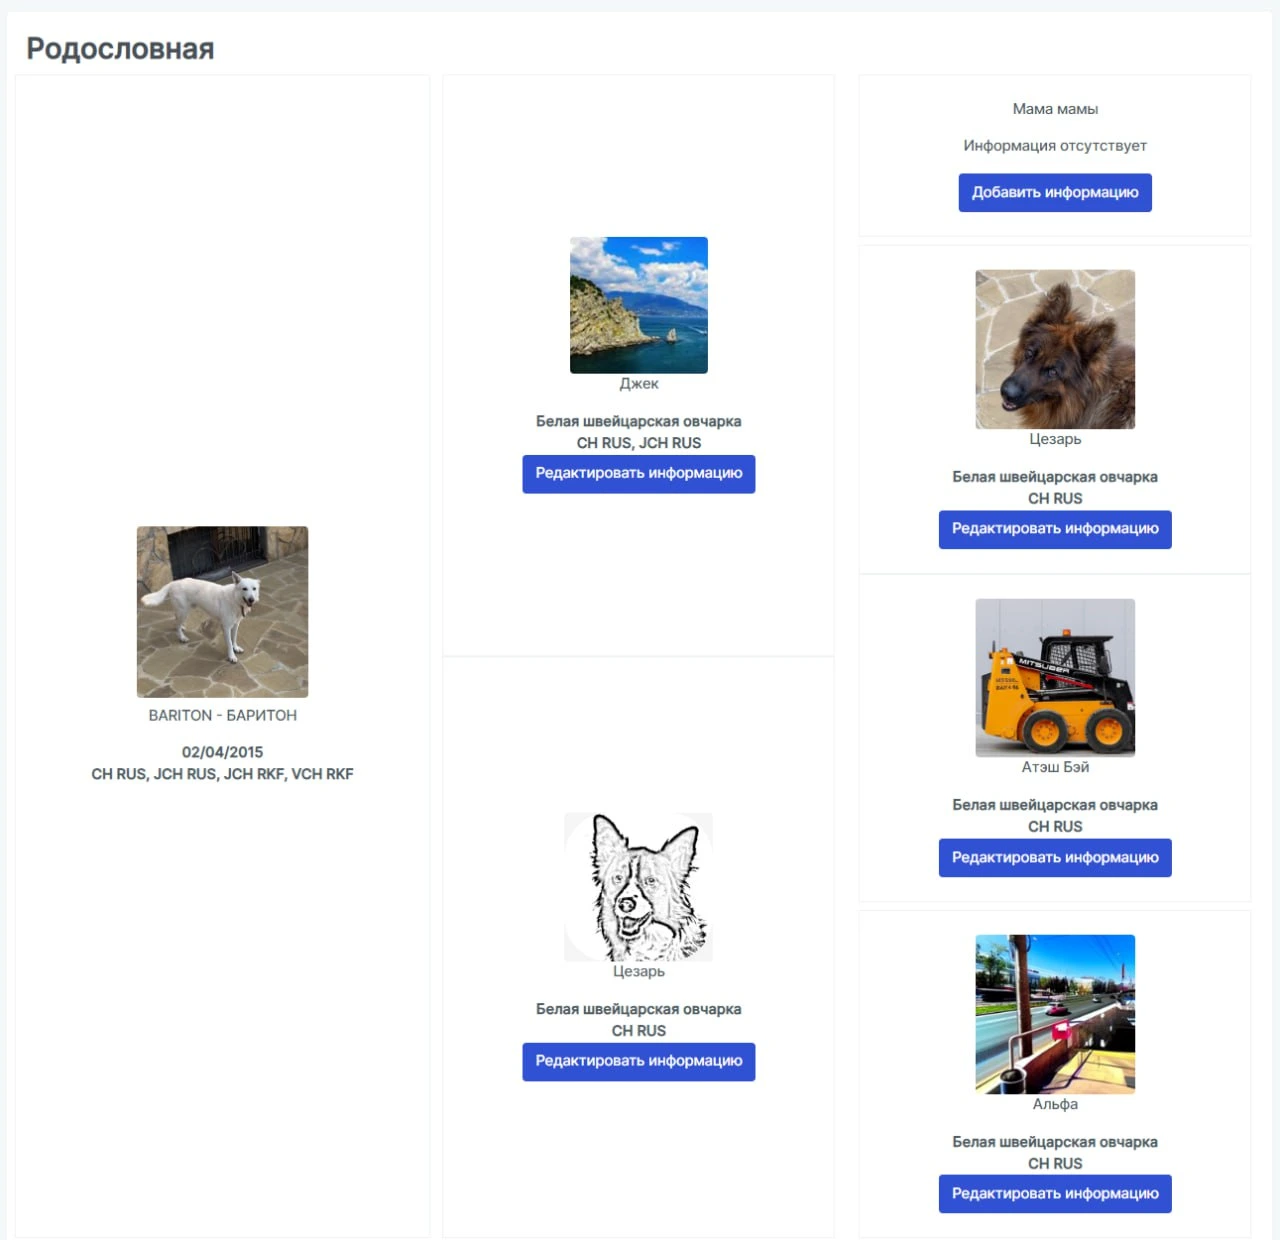 Родословная
BARITON - БАРИТОН
02/04/2015
CH RUS, JCH RUS, JCH RKF, VCH RKF
Джек
Белая швейцарская овчарка
CH RUS, JCH RUS
Редактировать информацию
Цезарь
Белая швейцарская овчарка
CH RUS
Редактировать информацию
Мама мамы
Информация отсутствует
Добавить информацию
Цезарь
Белая швейцарская овчарка
CH RUS
Редактировать информацию
MITSUBER
Атэш Бэй
Белая швейцарская овчарка
CH RUS
Редактировать информацию
Альфа
Белая швейцарская овчарка
CH RUS
Редактировать информацию